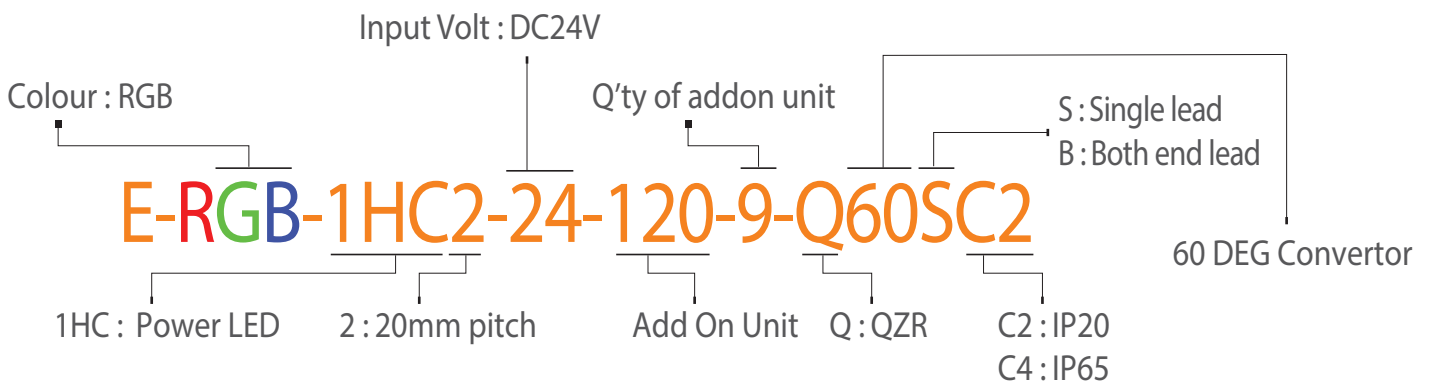 Input Volt : DC24V
Colour : RGB
Q'ty of addon unit
S : Single lead
B : Both end lead
E-RGB-1HC2-24-120-9-Q60SC2
60 DEG Convertor
1HC : Power LED
2 : 20mm pitch
Add On Unit
Q : QZR
C2 : IP20
C4 : IP65